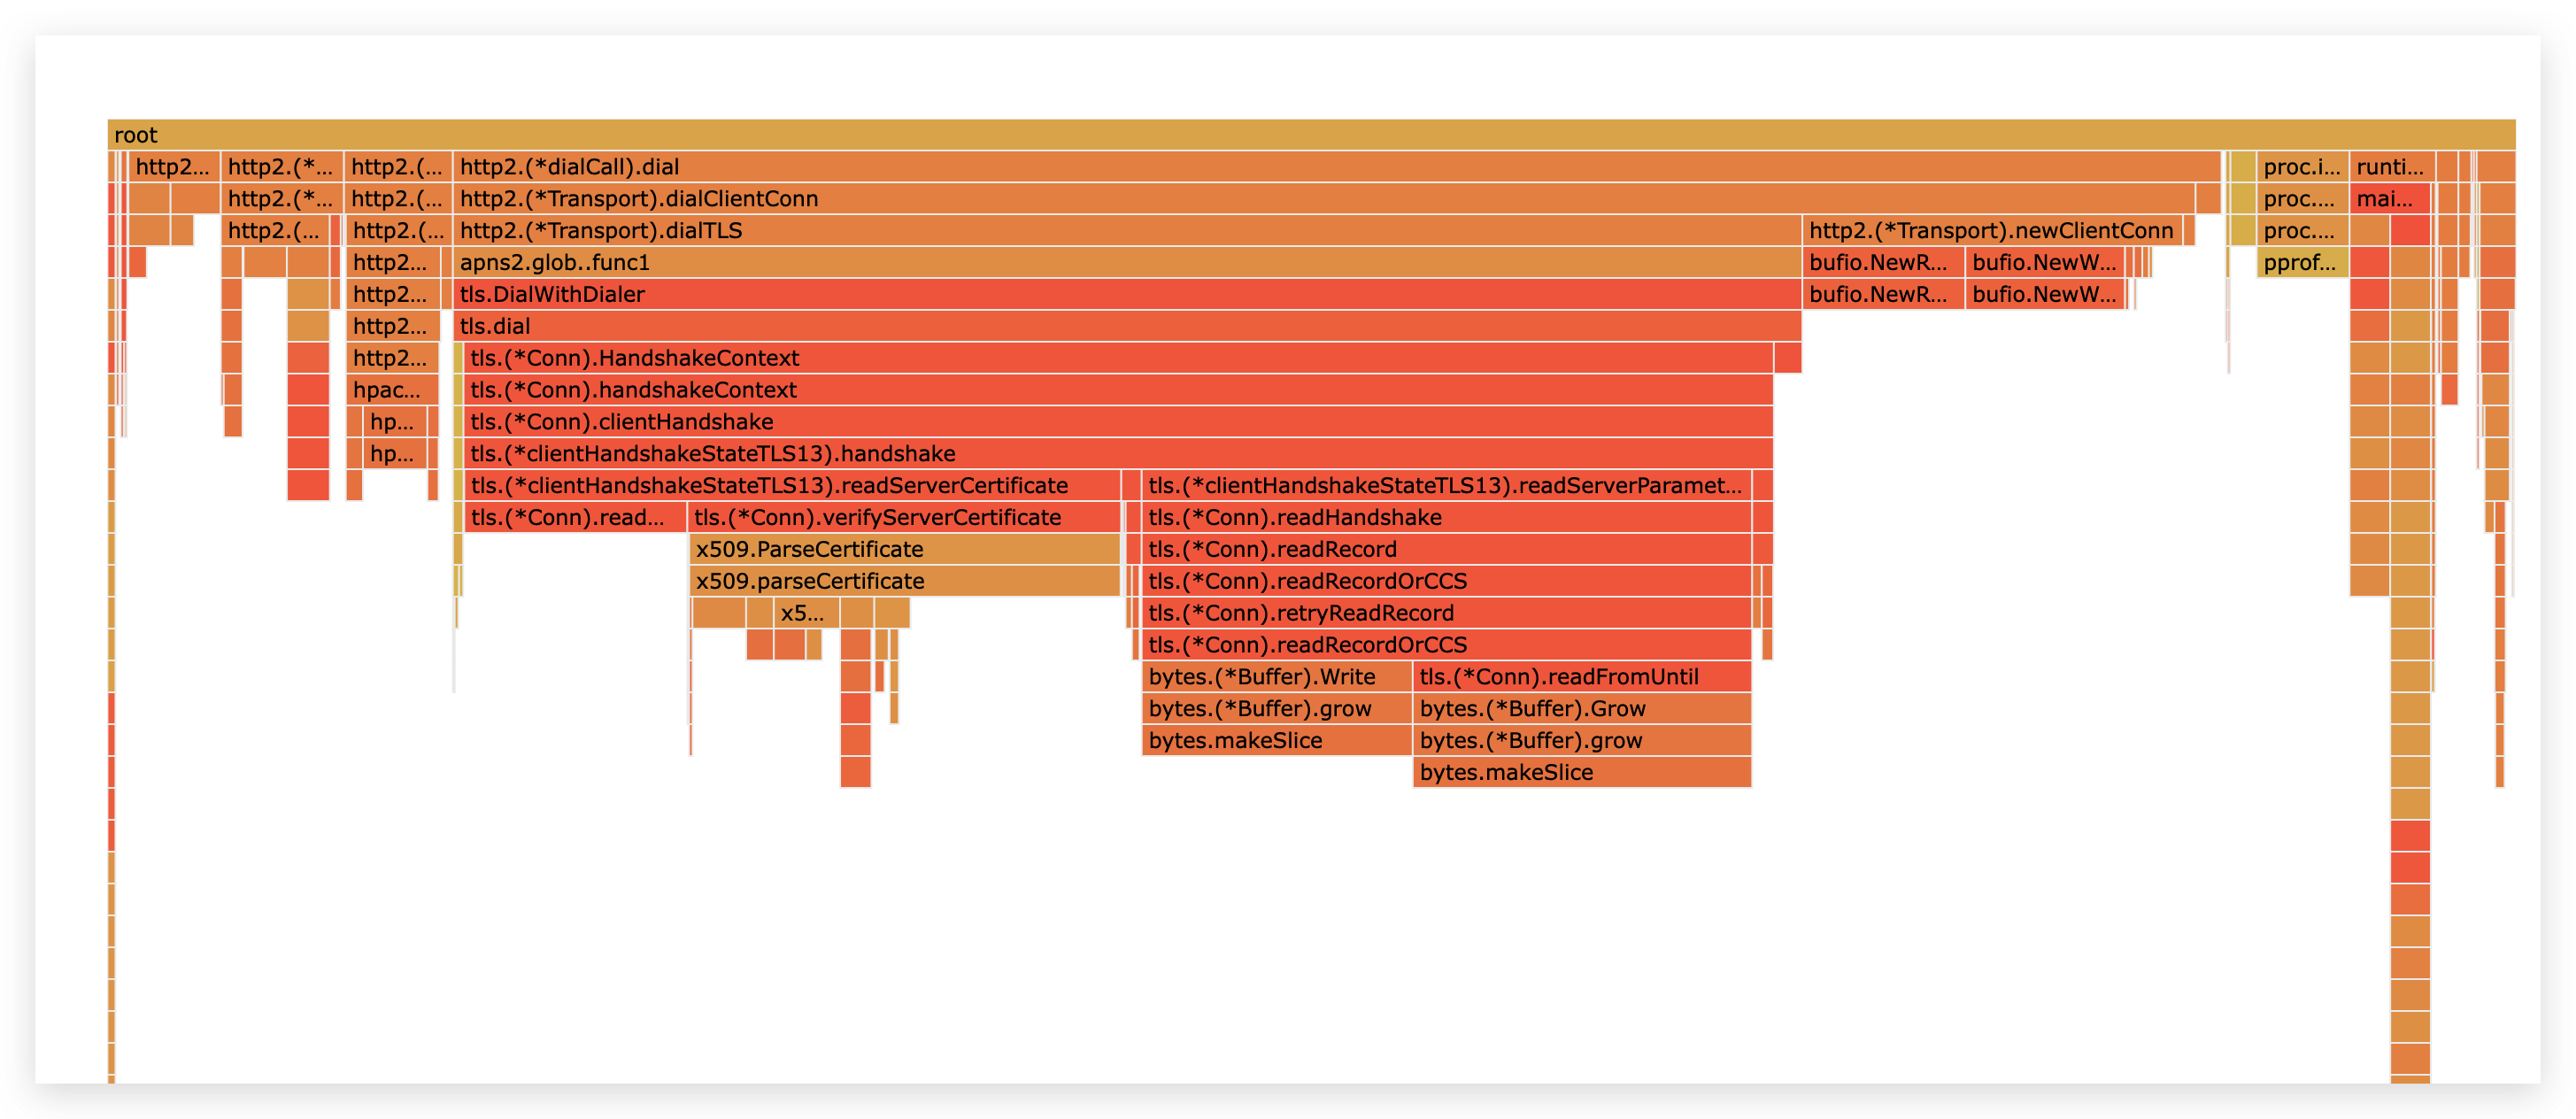 root
http2... http2.(*... http2.(... http2.(*dialCall).dial proc.i... runti...
http2.(*... http2.(... http2.(*Transport).dialClientConn proc.... mai...
http2.(... http2.(... http2.(*Transport).dialTLS http2.(*Transport).newClientConn proc....
http2... apns2.glob..func1 bufio.NewR... bufio.NewW... pprof...
http2... tls.DialWithDialer bufio.NewR... bufio.NewW...
http2... tls.dial
http2... tls.(*Conn).HandshakeContext
hpac... tls.(*Conn).handshakeContext
hp... tls.(*Conn).clientHandshake
hp... tls.(*clientHandshakeStateTLS13).handshake
tls.(*clientHandshakeStateTLS13).readServerCertificate tls.(*clientHandshakeStateTLS13).readServerParamet...
tls.(*Conn).read... tls.(*Conn).verifyServerCertificate tls.(*Conn).readHandshake
x509.ParseCertificate tls.(*Conn).readRecord
x509.parseCertificate tls.(*Conn).readRecordOrCCS
x5... tls.(*Conn).retryReadRecord
tls.(*Conn).readRecordOrCCS
bytes.(*Buffer).Write tls.(*Conn).readFromUntil
bytes.(*Buffer).grow bytes.(*Buffer).Grow
bytes.makeSlice bytes.(*Buffer).grow
bytes.makeSlice